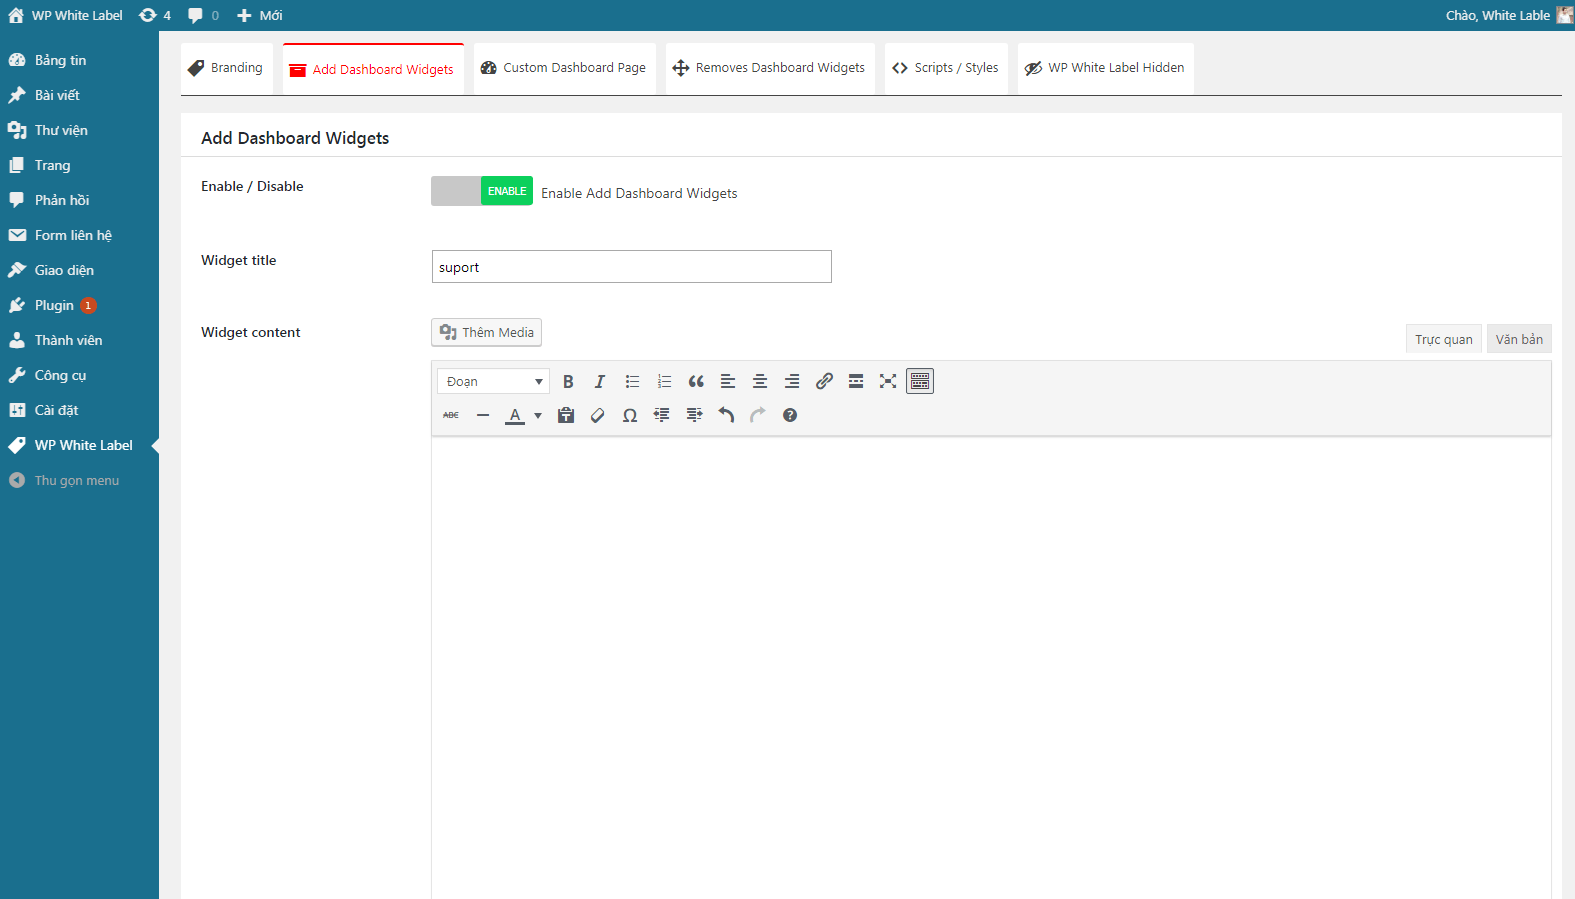 WP White Label 4 0 Mới Chào, White Lable
Bảng tin
Bài viết
Thư viện
Trang
Phản hồi
Form liên hệ
Giao diện
Plugin 1
Thành viên
Công cụ
Cài đặt
WP White Label
Thu gọn menu
Branding Add Dashboard Widgets Custom Dashboard Page Removes Dashboard Widgets Scripts / Styles WP White Label Hidden
Add Dashboard Widgets
Enable / Disable ENABLE Enable Add Dashboard Widgets
Widget title suport
Widget content Thêm Media Trực quan Văn bản
Đoạn B I
ABC A Ω